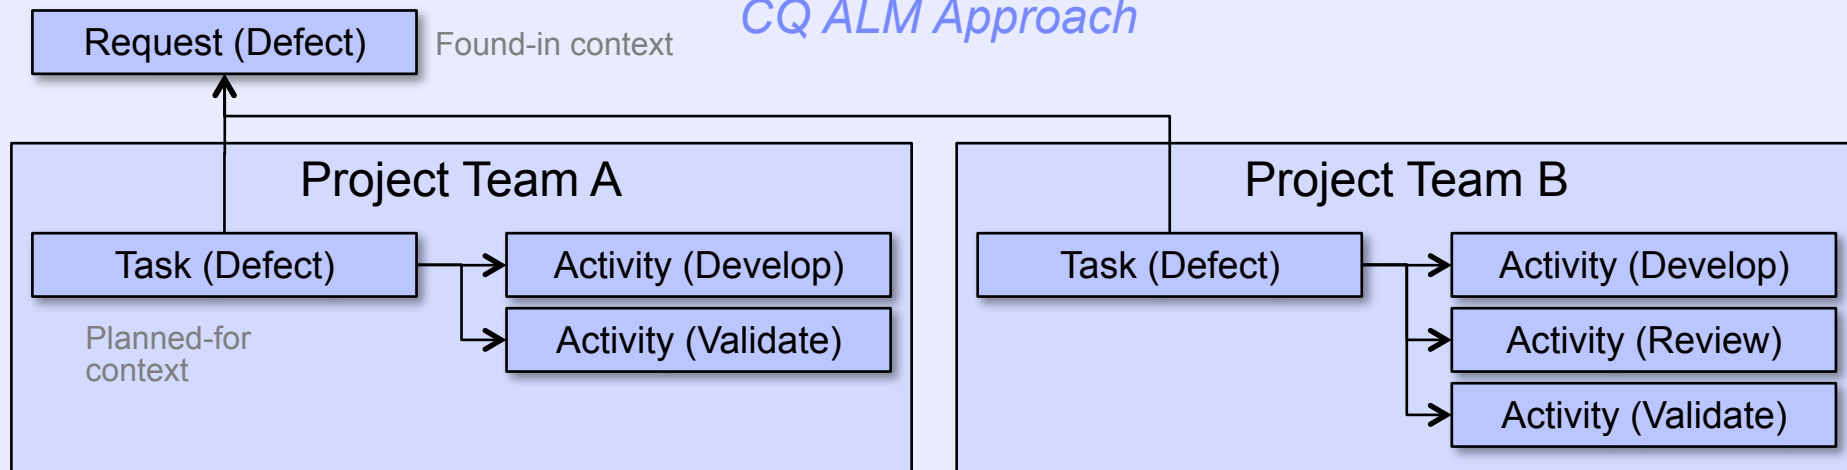 CQ ALM Approach
Request (Defect)
Found-in context
Project Team A
Task (Defect)
Activity (Develop)
Activity (Validate)
Planned-for
context
Project Team B
Task (Defect)
Activity (Develop)
Activity (Review)
Activity (Validate)